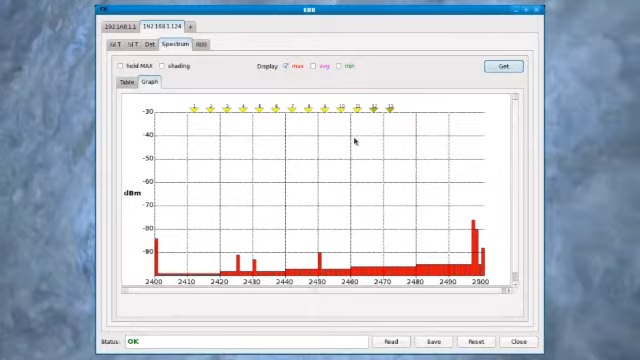 192.168.1.1 192.168.1.124 +
Spectrum
hold MAX shading Display: max avg min Get
Table Graph
1 2 3 4 5 6 7 8 9 10 11 12 13
-30
-40
-50
-60
dBm
-70
-80
-90
2400 2410 2420 2430 2440 2450 2460 2470 2480 2490 2500
Status: OK Read Save Reset Close